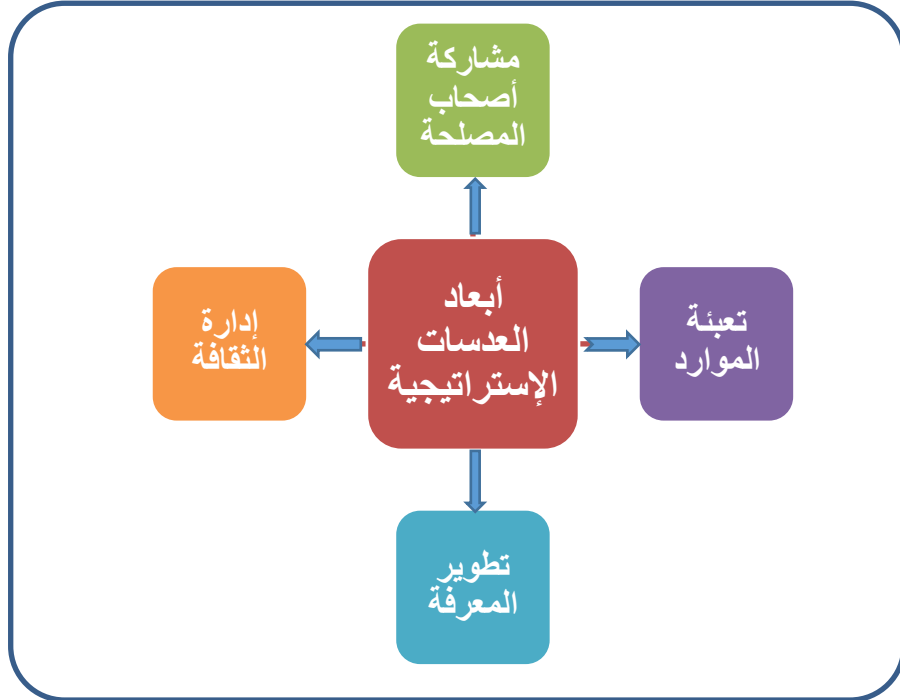 مشاركة
أصحاب
المصلحة
أبعاد
العدسات
الإستراتيجية
تعبئة
الموارد
إدارة
الثقافة
تطوير
المعرفة